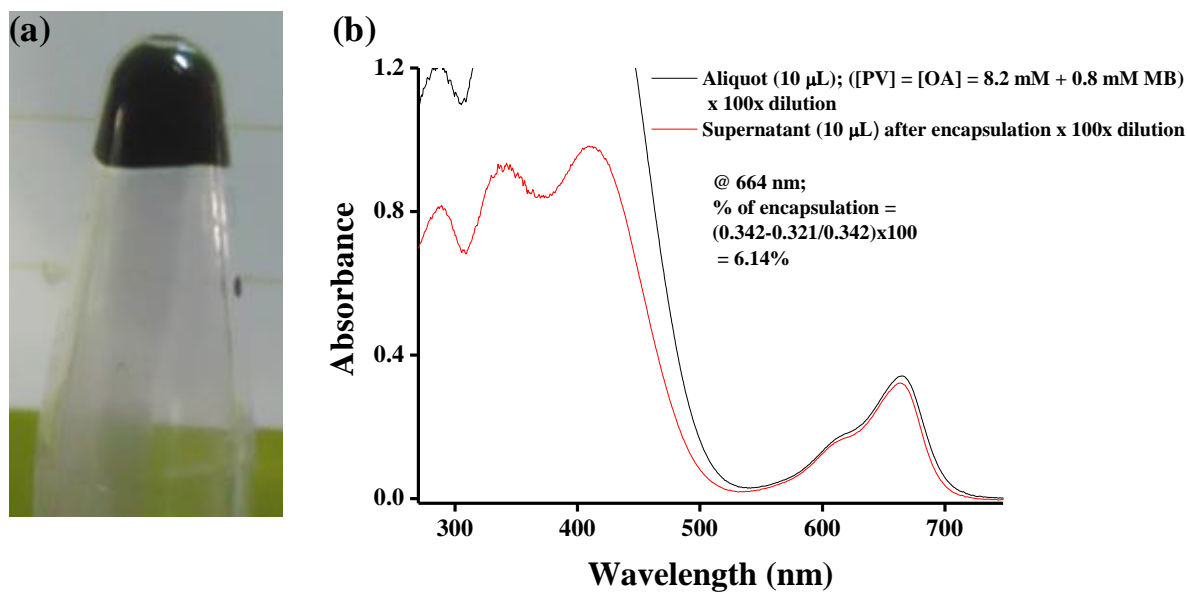 (a)
(b)
Aliquot (10 μL); ([PV] = [OA] = 8.2 mM + 0.8 mM MB)
x 100x dilution
Supernatant (10 μL) after encapsulation x 100x dilution
@ 664 nm;
% of encapsulation =
(0.342-0.321/0.342)x100
= 6.14%
Absorbance
1.2
0.8
0.4
0.0
300 400 500 600 700
Wavelength (nm)